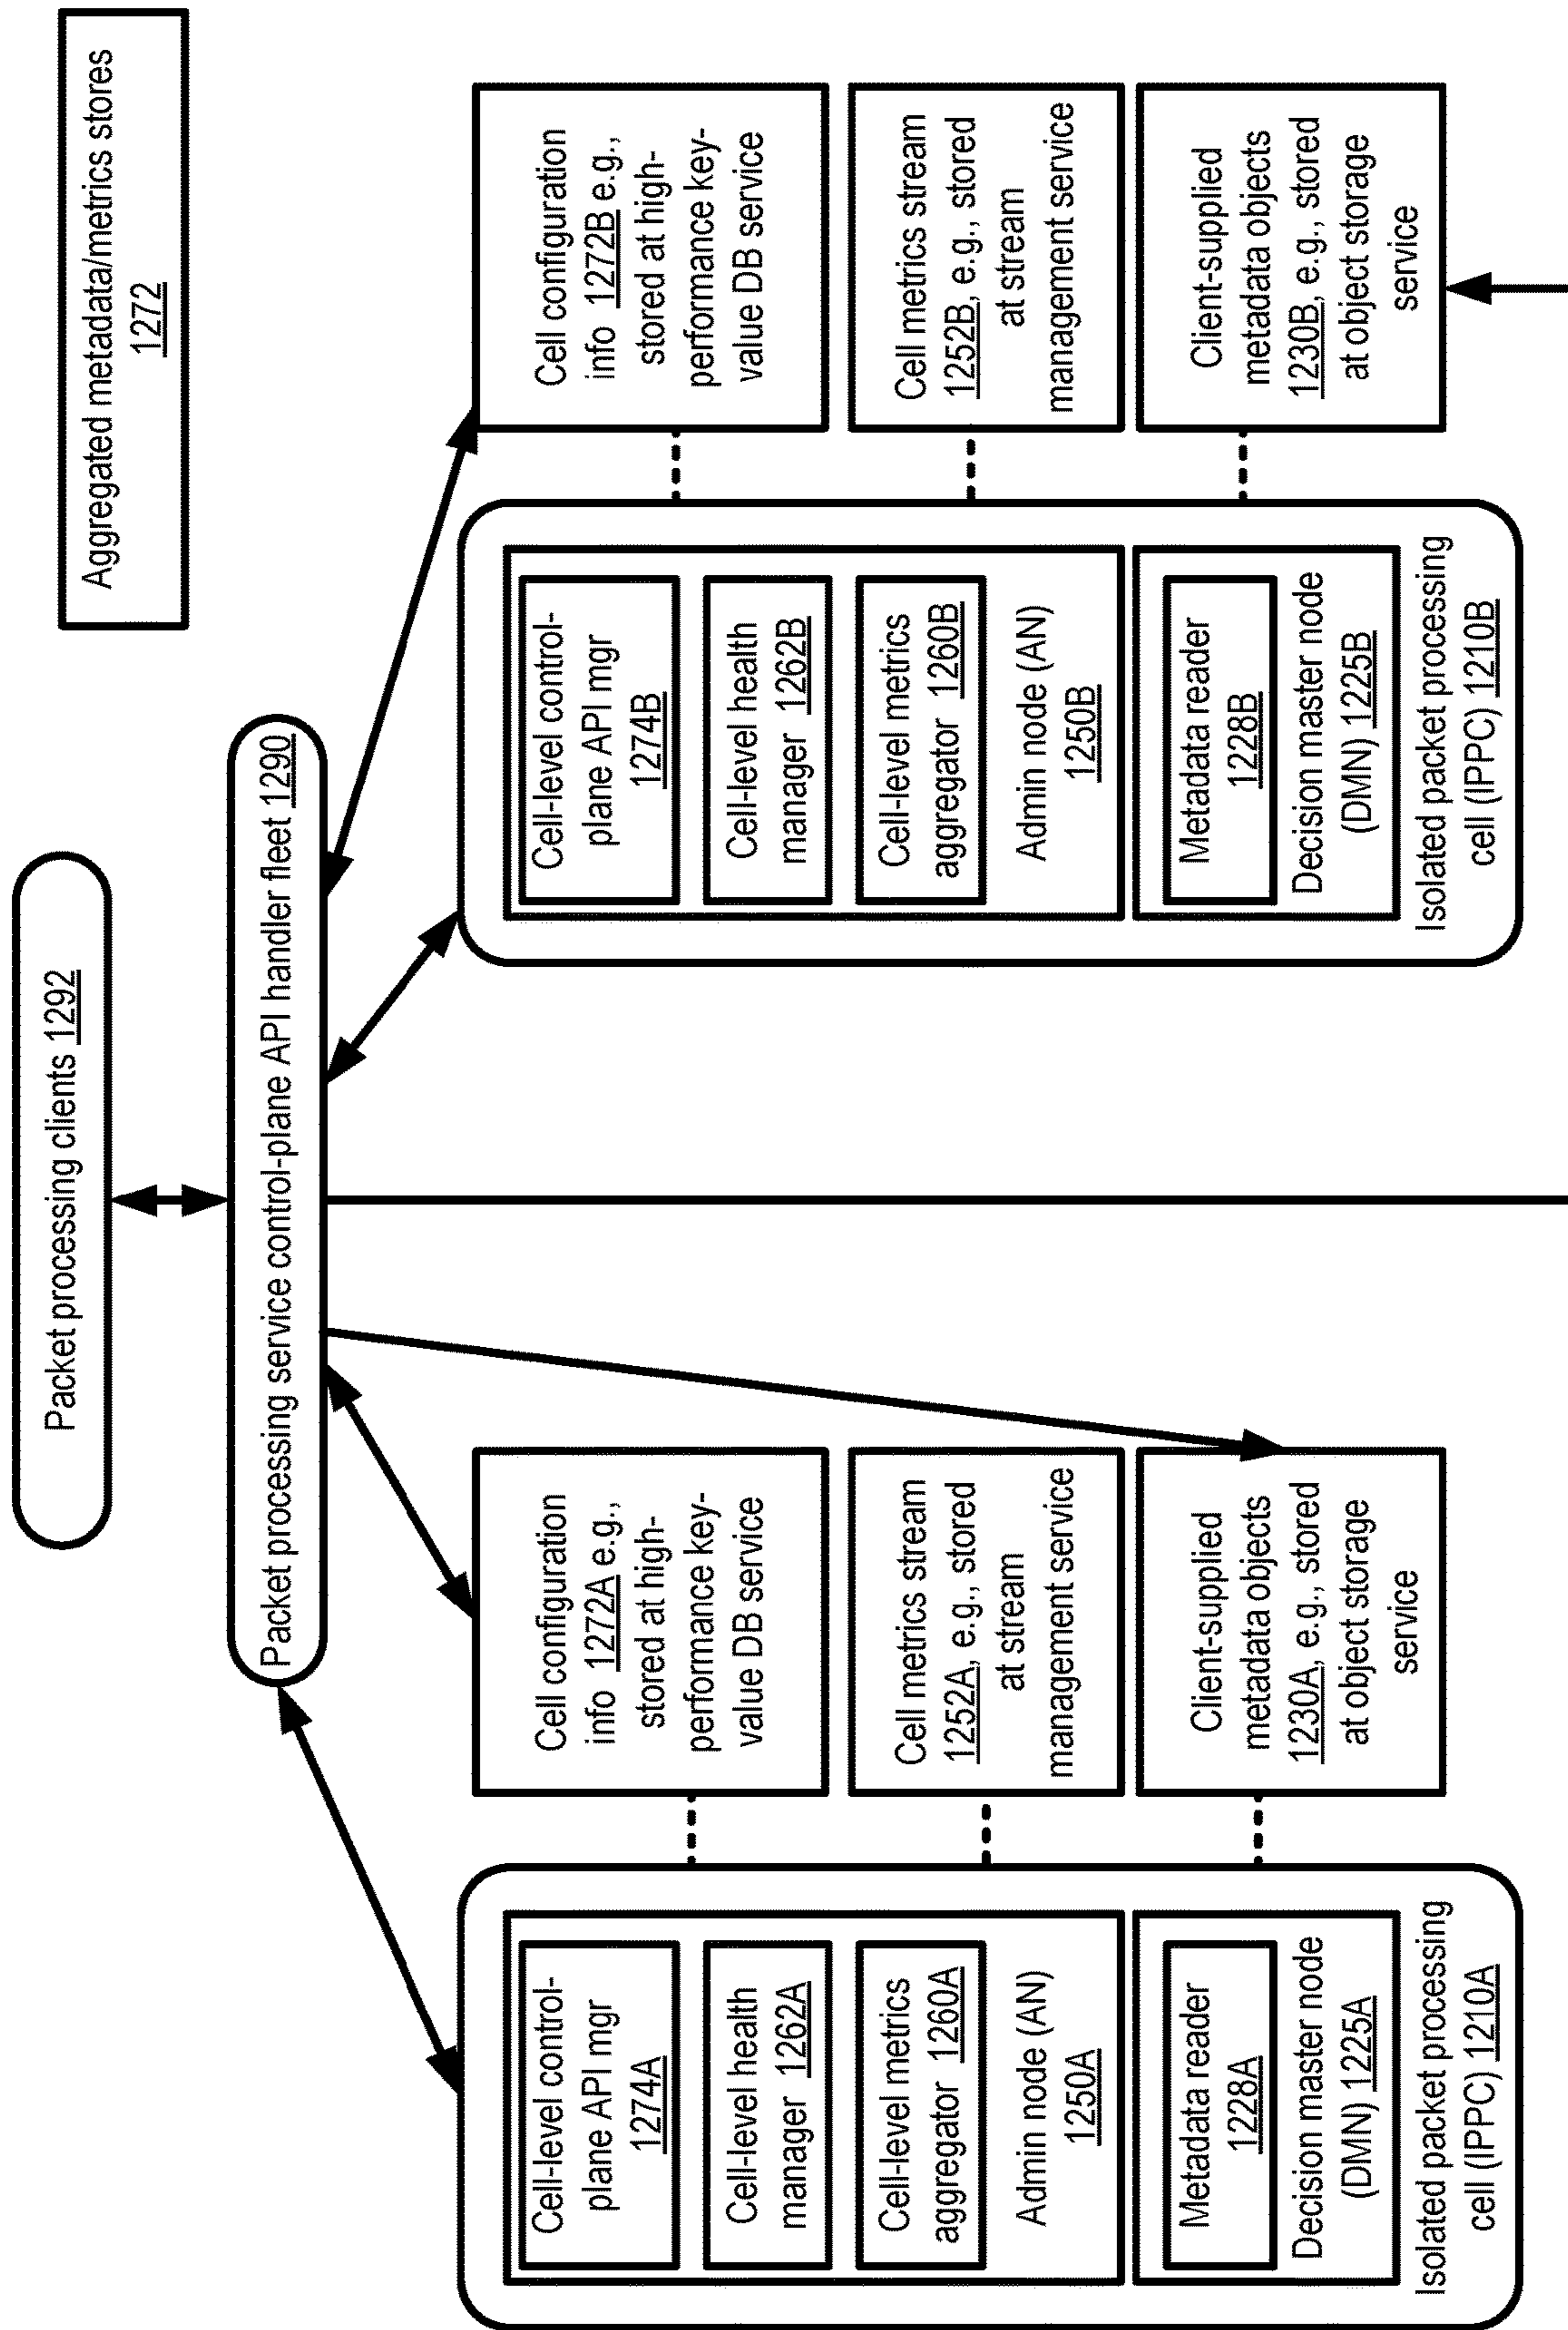 Packet processing clients 1292
Aggregated metadata/metrics stores
1272
Packet processing service control-plane API handler fleet 1290
Cell-level control-
plane API mgr
1274A
Cell-level health
manager 1262A
Cell-level metrics
aggregator 1260A
Admin node (AN)
1250A
Metadata reader
1228A
Decision master node
(DMN) 1225A
Isolated packet processing
cell (IPPC) 1210A
Cell configuration
info 1272A e.g.,
stored at high-
performance key-
value DB service
Cell metrics stream
1252A, e.g., stored
at stream
management service
Client-supplied
metadata objects
1230A, e.g., stored
at object storage
service
Cell-level control-
plane API mgr
1274B
Cell-level health
manager 1262B
Cell-level metrics
aggregator 1260B
Admin node (AN)
1250B
Metadata reader
1228B
Decision master node
(DMN) 1225B
Isolated packet processing
cell (IPPC) 1210B
Cell configuration
info 1272B e.g.,
stored at high-
performance key-
value DB service
Cell metrics stream
1252B, e.g., stored
at stream
management service
Client-supplied
metadata objects
1230B, e.g., stored
at object storage
service